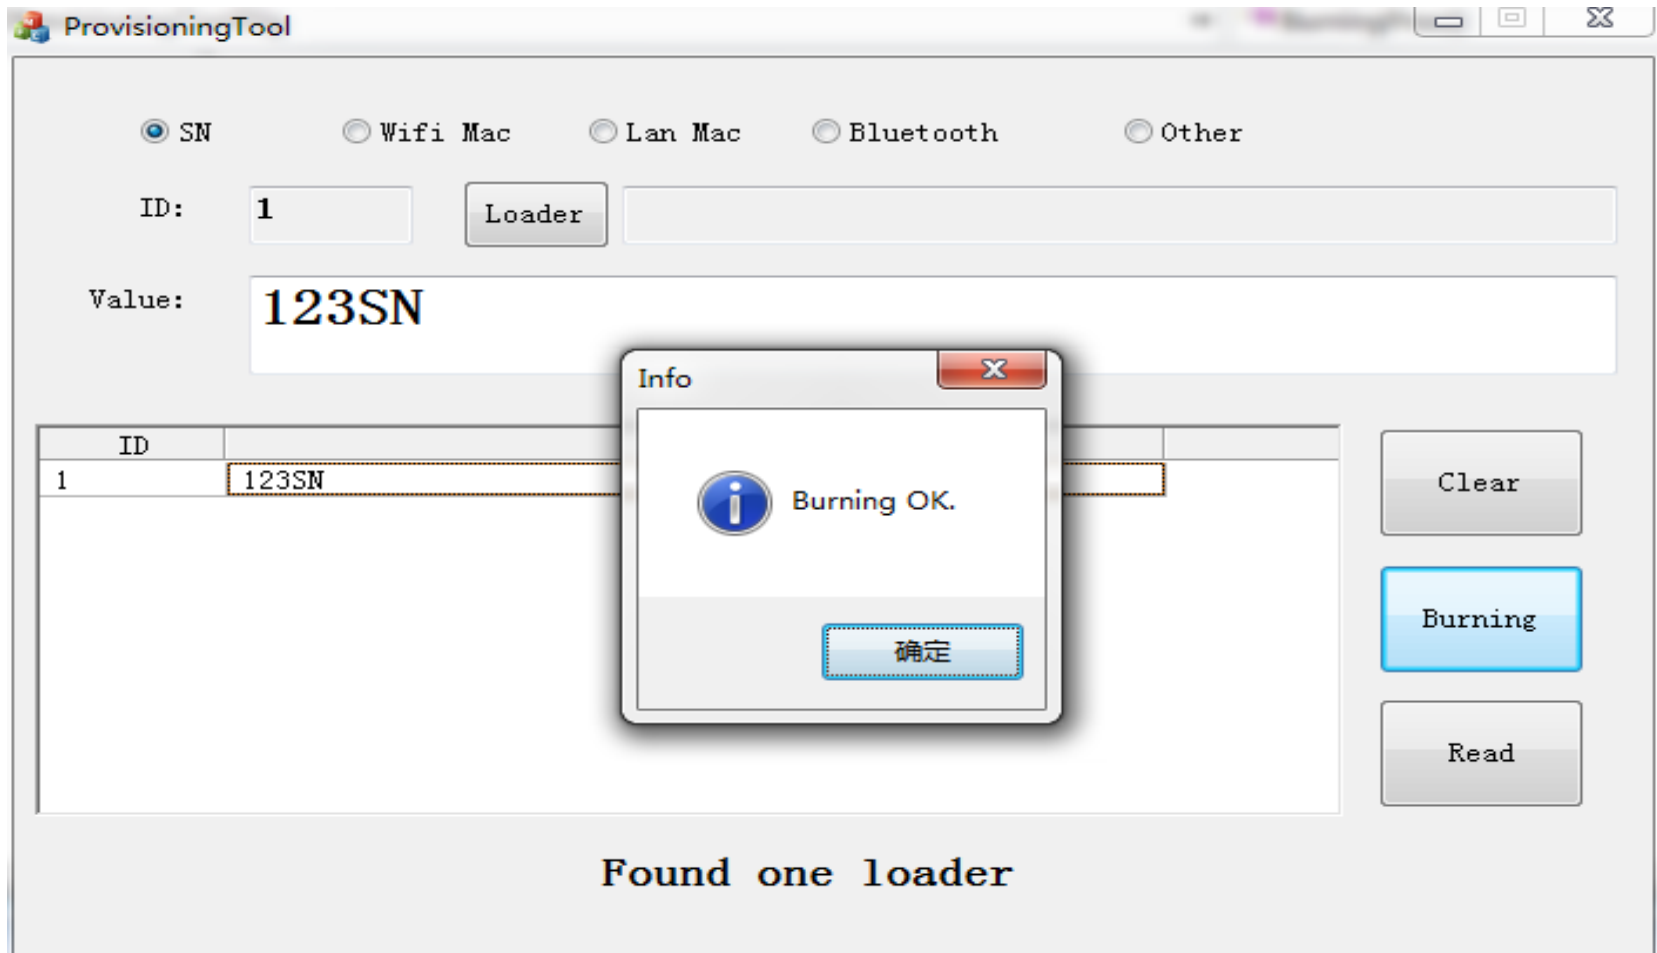 ProvisioningTool
SN Wifi Mac Lan Mac Bluetooth Other
ID: 1 Loader
Value: 123SN
Info
ID
1 123SN
Burning OK.
确定
Clear
Burning
Read
Found one loader